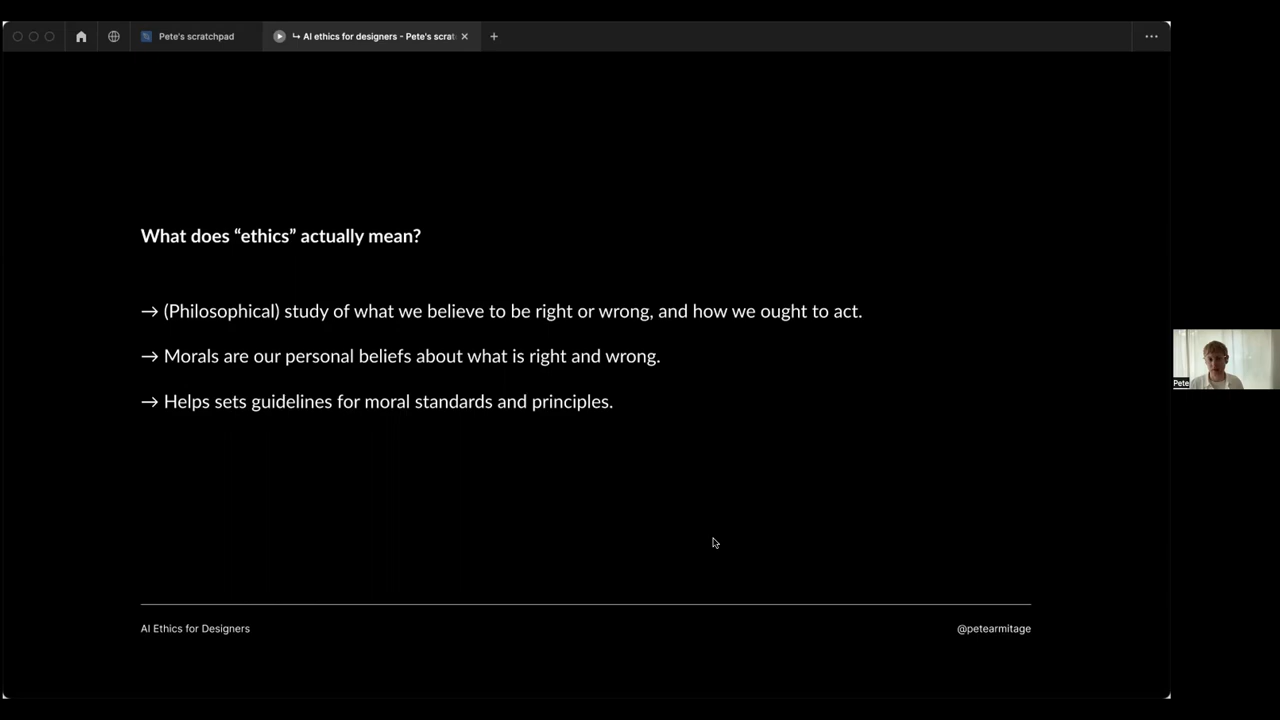 Pete's scratchpad
↪ AI ethics for designers - Pete's scrat
What does “ethics” actually mean?
→ (Philosophical) study of what we believe to be right or wrong, and how we ought to act.
→ Morals are our personal beliefs about what is right and wrong.
→ Helps sets guidelines for moral standards and principles.
Pete
AI Ethics for Designers
@petearmitage